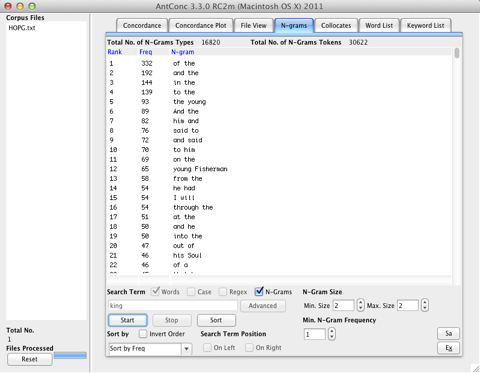 AntConc 3.3.0 RC2m (Macintosh OS X) 2011
Corpus Files
HOPG.txt
Concordance Concordance Plot File View N-grams Collocates Word List Keyword List
Total No. of N-Grams Types 16820 Total No. of N-Grams Tokens 30622
Rank Freq N-gram
1 332 of the
2 192 and the
3 144 in the
4 139 to the
5 93 the young
6 89 And the
7 82 him and
8 76 said to
9 72 and said
10 70 to him
11 69 on the
12 65 young Fisherman
13 58 from the
14 54 he had
15 54 I will
16 54 through the
17 51 at the
18 50 and he
19 50 into the
20 47 out of
21 46 his Soul
22 46 of a
Search Term Words Case Regex N-Grams N-Gram Size
king Advanced Min. Size 2 Max. Size 2
Start Stop Sort Min. N-Gram Frequency
Sort by Invert Order Search Term Position 1
Sort by Freq On Left On Right
Total No.
1
Files Processed
Reset
Sa
Ex